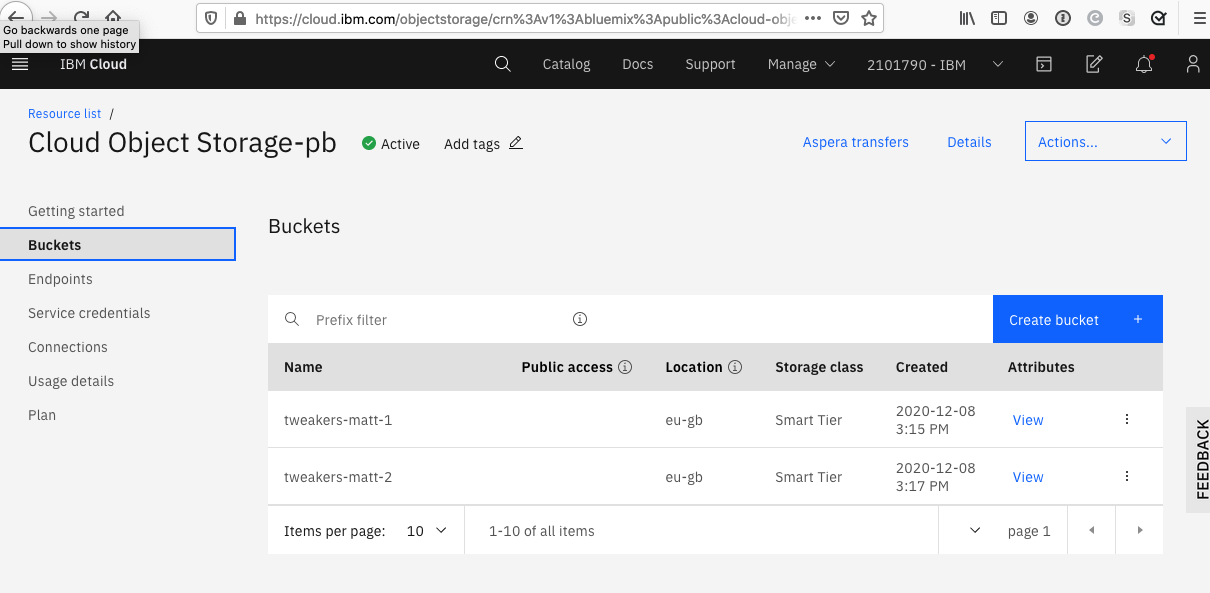 https://cloud.ibm.com/objectstorage/crn%3Av1%3Abluemix%3Apublic%3Acloud-obje
Go backwards one page
Pull down to show history
IBM Cloud
Catalog
Docs
Support
Manage
2101790 - IBM
Resource list /
Cloud Object Storage-pb
Active
Add tags
Aspera transfers
Details
Actions...
Getting started
Buckets
Endpoints
Service credentials
Connections
Usage details
Plan
Buckets
Prefix filter
Create bucket +
Name Public access Location Storage class Created Attributes
tweakers-matt-1 eu-gb Smart Tier 2020-12-08 3:15 PM View
tweakers-matt-2 eu-gb Smart Tier 2020-12-08 3:17 PM View
Items per page: 10
1-10 of all items
page 1
FEEDBACK